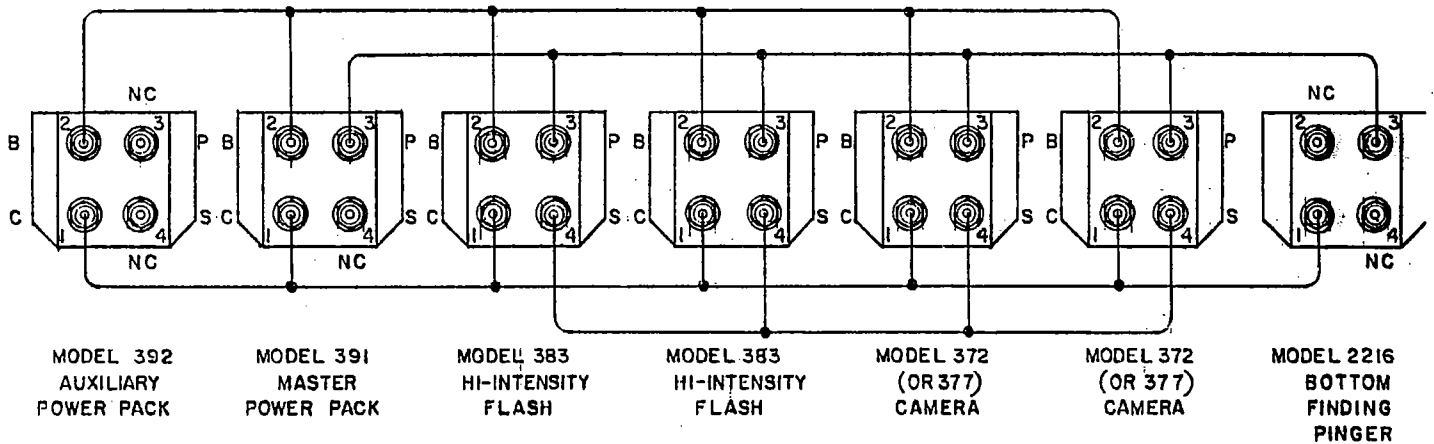 NC NC
2 3 2 3 2 3 2 3 2 3 2 3 2 3
B P B P B P B P B P B P
C S C S C S C S C S C S
1 4 1 4 1 4 1 4 1 4 1 4 1 4
NC NC NC
MODEL 392 MODEL 391 MODEL 383 MODEL 383 MODEL 372 MODEL 372 MODEL 2216
AUXILIARY MASTER HI-INTENSITY HI-INTENSITY (OR 377) (OR 377) BOTTOM
POWER PACK POWER PACK FLASH FLASH CAMERA CAMERA FINDING
PINGER